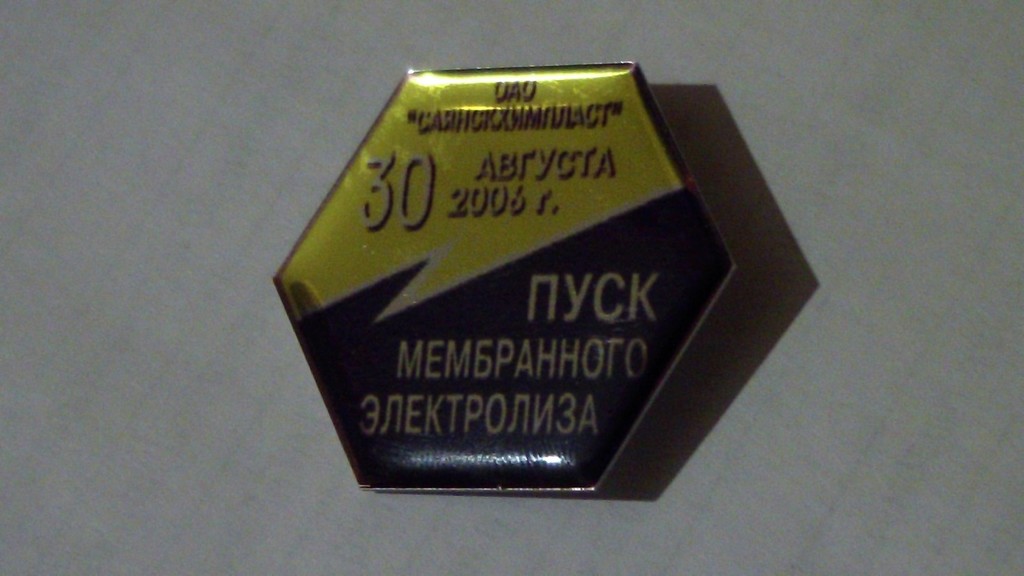 ОАО
"САЯНСКХИМПЛАСТ"
30 АВГУСТА
2006 г.
ПУСК
МЕМБРАННОГО
ЭЛЕКТРОЛИЗА